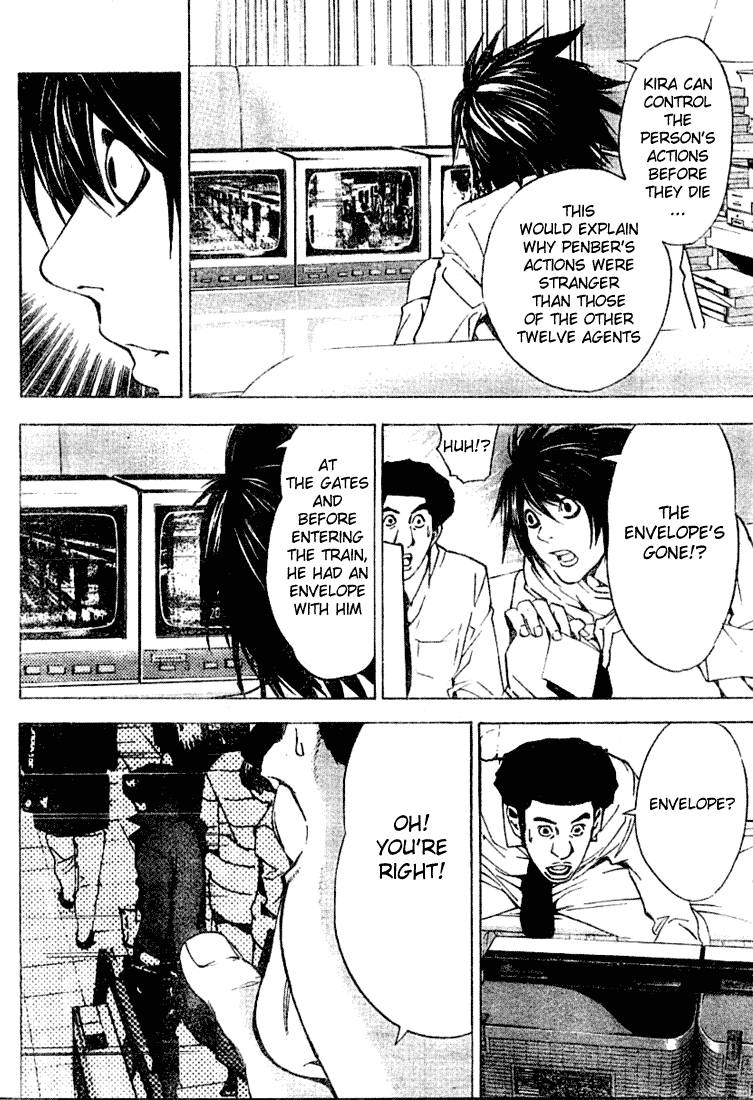 KIRA CAN
CONTROL
THE
PERSON'S
ACTIONS
BEFORE
THEY DIE
...
THIS
WOULD EXPLAIN
WHY PENBER'S
ACTIONS WERE
STRANGER
THAN THOSE
OF THE OTHER
TWELVE AGENTS
THE
ENVELOPE'S
GONE!?
HUH!?
AT
THE GATES
AND
BEFORE
ENTERING
THE TRAIN,
HE HAD AN
ENVELOPE
WITH HIM
ENVELOPE?
OH!
YOU'RE
RIGHT!